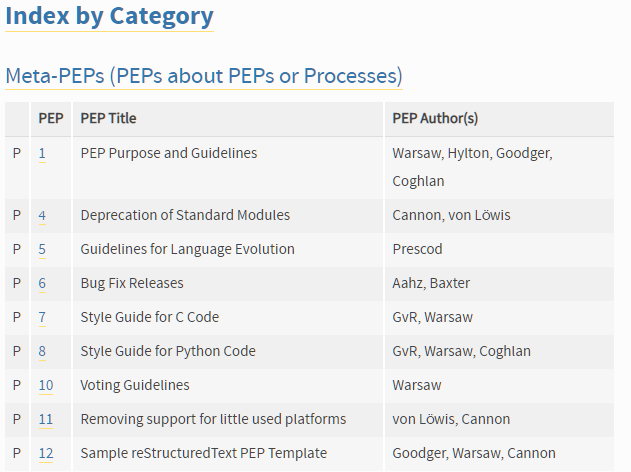 Index by Category
Meta-PEPs (PEPs about PEPs or Processes)
PEP PEP Title PEP Author(s)
P 1 PEP Purpose and Guidelines Warsaw, Hylton, Goodger,
Coghlan
P 4 Deprecation of Standard Modules Cannon, von Löwis
P 5 Guidelines for Language Evolution Prescod
P 6 Bug Fix Releases Aahz, Baxter
P 7 Style Guide for C Code GvR, Warsaw
P 8 Style Guide for Python Code GvR, Warsaw, Coghlan
P 10 Voting Guidelines Warsaw
P 11 Removing support for little used platforms von Löwis, Cannon
P 12 Sample reStructuredText PEP Template Goodger, Warsaw, Cannon